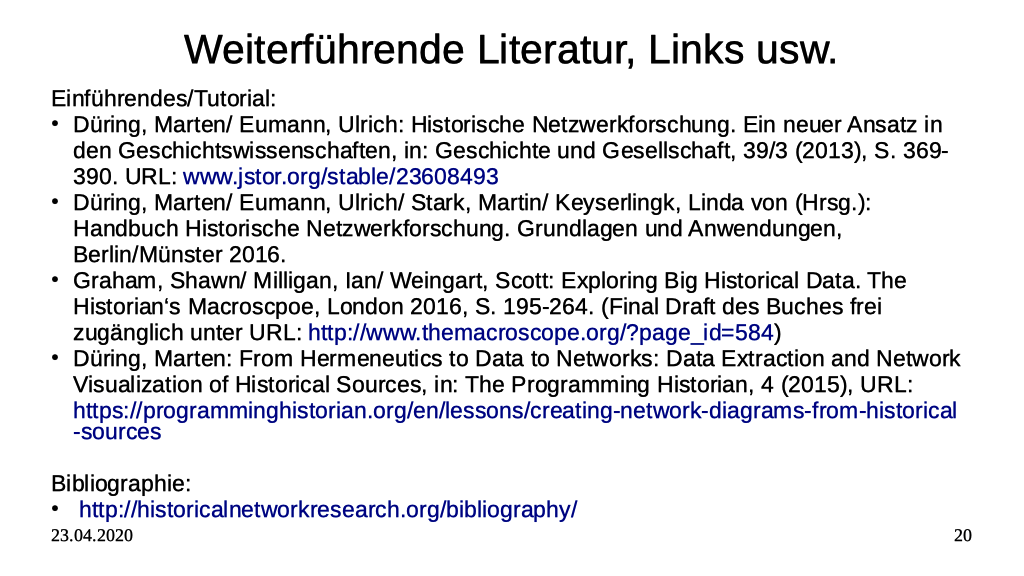 Weiterführende Literatur, Links usw.
Einführendes/Tutorial:
• Düring, Marten/ Eumann, Ulrich: Historische Netzwerkforschung. Ein neuer Ansatz in
den Geschichtswissenschaften, in: Geschichte und Gesellschaft, 39/3 (2013), S. 369-
390. URL: www.jstor.org/stable/23608493
• Düring, Marten/ Eumann, Ulrich/ Stark, Martin/ Keyserlingk, Linda von (Hrsg.):
Handbuch Historische Netzwerkforschung. Grundlagen und Anwendungen,
Berlin/Münster 2016.
• Graham, Shawn/ Milligan, Ian/ Weingart, Scott: Exploring Big Historical Data. The
Historian‘s Macroscpoe, London 2016, S. 195-264. (Final Draft des Buches frei
zugänglich unter URL: http://www.themacroscope.org/?page_id=584)
• Düring, Marten: From Hermeneutics to Data to Networks: Data Extraction and Network
Visualization of Historical Sources, in: The Programming Historian, 4 (2015), URL:
https://programminghistorian.org/en/lessons/creating-network-diagrams-from-historical
-sources
Bibliographie:
• http://historicalnetworkresearch.org/bibliography/
23.04.2020
20